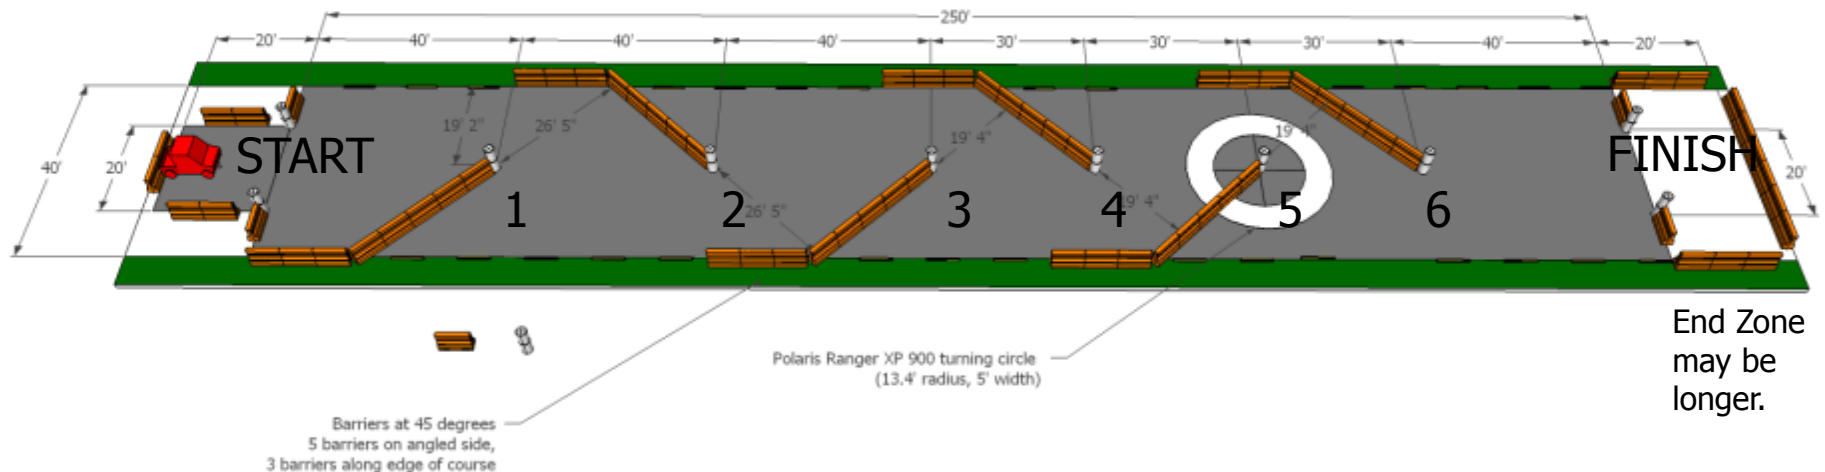 250'
20' 40' 40' 40' 30' 30' 30' 40' 20'
19' 2" 26' 5" 19' 4" 19' 4"
40' 20' START FINISH 20'
26' 5" 19' 4"
1 2 3 4 5 6
End Zone
may be
longer.
Polaris Ranger XP 900 turning circle
(13.4' radius, 5' width)
Barriers at 45 degrees
5 barriers on angled side,
3 barriers along edge of course